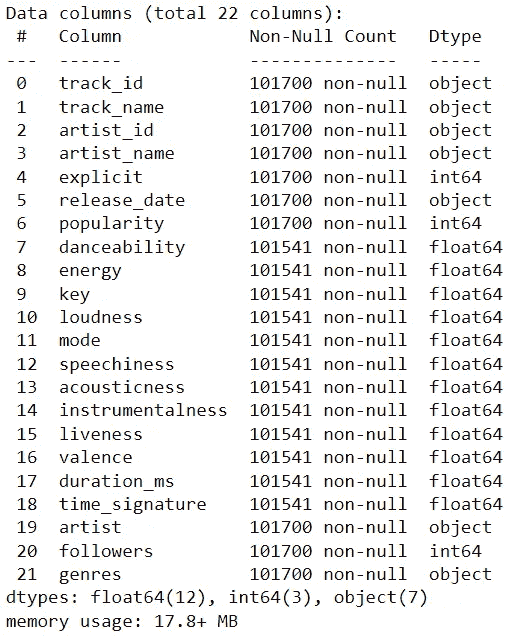 Data columns (total 22 columns):
 #   Column            Non-Null Count   Dtype
---  ------            --------------   -----
 0   track_id          101700 non-null  object
 1   track_name        101700 non-null  object
 2   artist_id         101700 non-null  object
 3   artist_name       101700 non-null  object
 4   explicit          101700 non-null  int64
 5   release_date      101700 non-null  object
 6   popularity        101700 non-null  int64
 7   danceability      101541 non-null  float64
 8   energy            101541 non-null  float64
 9   key               101541 non-null  float64
 10  loudness          101541 non-null  float64
 11  mode              101541 non-null  float64
 12  speechiness       101541 non-null  float64
 13  acousticness      101541 non-null  float64
 14  instrumentalness  101541 non-null  float64
 15  liveness          101541 non-null  float64
 16  valence           101541 non-null  float64
 17  duration_ms       101541 non-null  float64
 18  time_signature    101541 non-null  float64
 19  artist            101700 non-null  object
 20  followers         101700 non-null  int64
 21  genres            101700 non-null  object
dtypes: float64(12), int64(3), object(7)
memory usage: 17.8+ MB